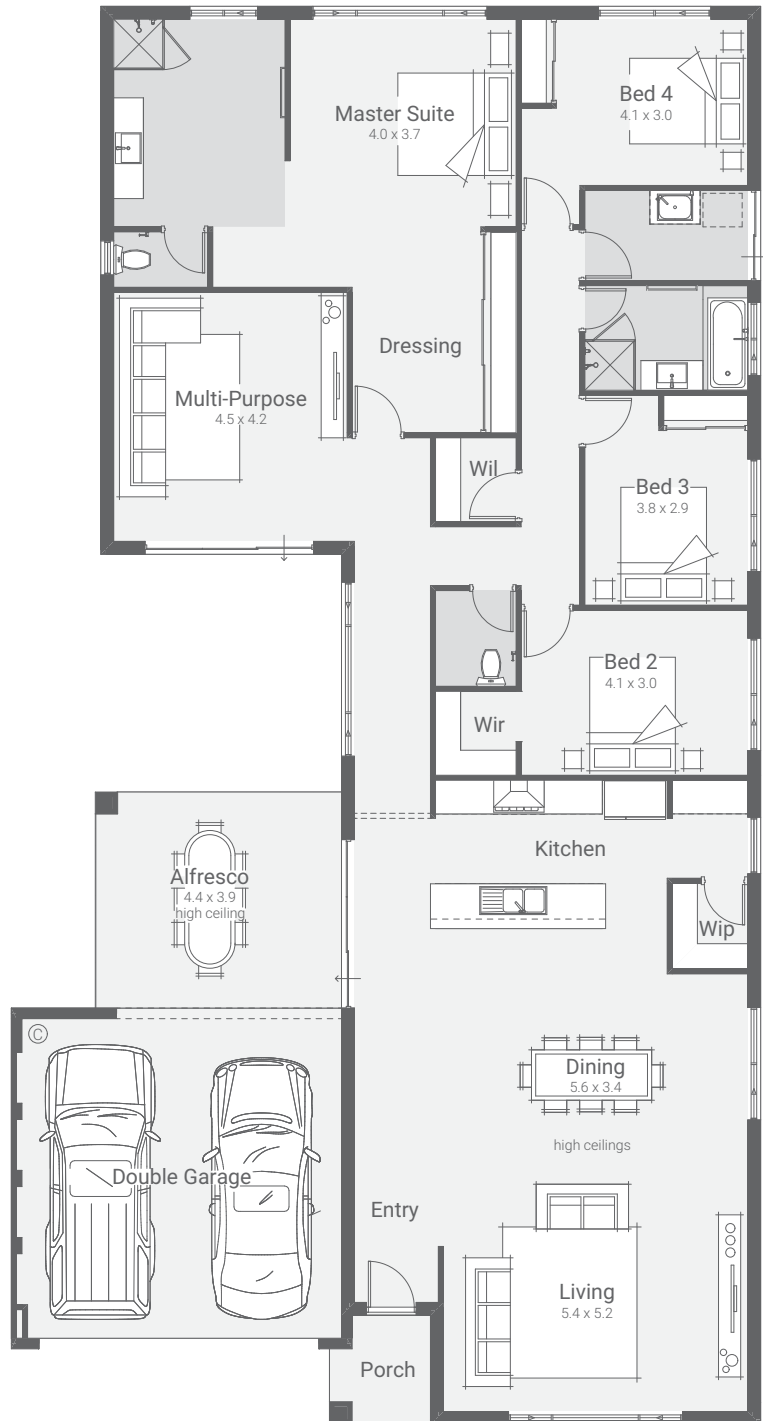 Master Suite
4.0 x 3.7
Bed 4
4.1 x 3.0
Dressing
Multi-Purpose
4.5 x 4.2
Wil
Bed 3
3.8 x 2.9
Bed 2
4.1 x 3.0
Wir
Kitchen
Alfresco
4.4 x 3.9
high ceiling
Wip
©
Dining
5.6 x 3.4
high ceilings
Double Garage
Entry
Living
5.4 x 5.2
Porch